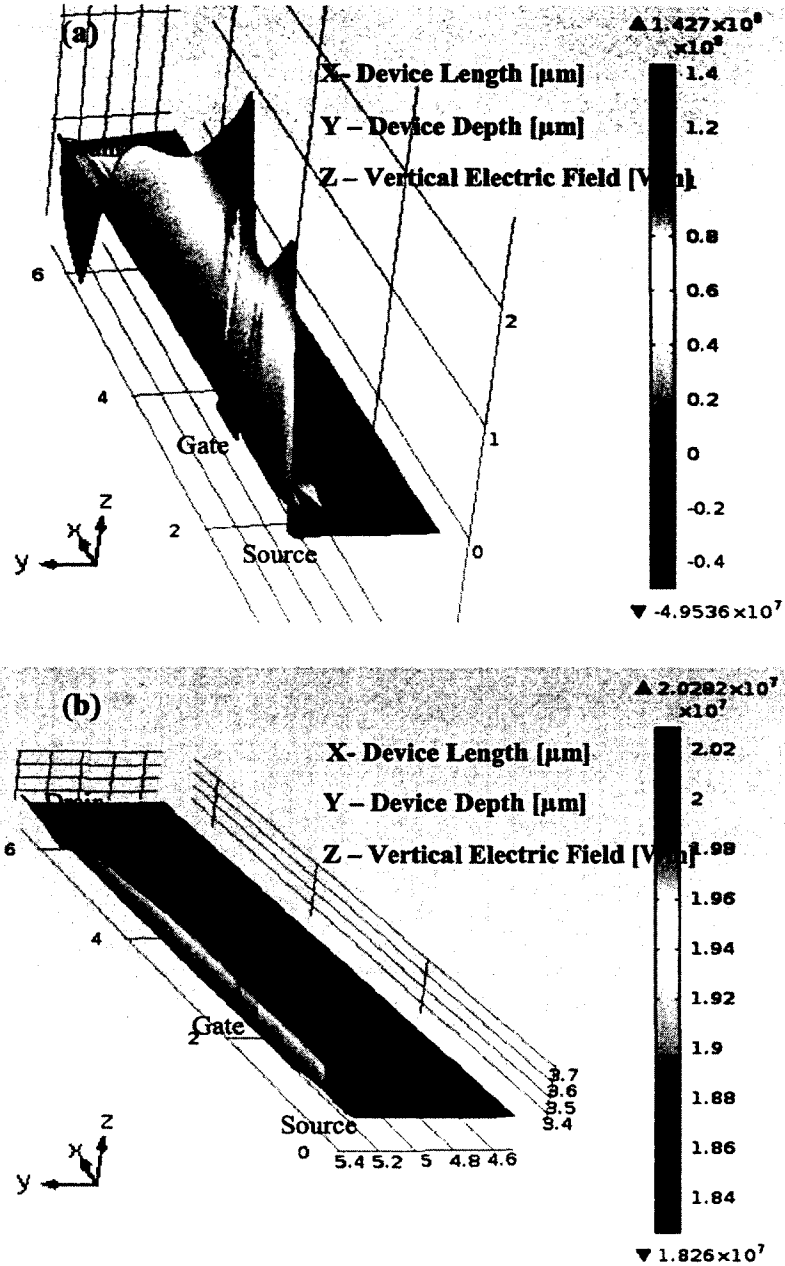 (a)
▲ 1.427×10⁸
×10⁸
X- Device Length [µm]
Y – Device Depth [µm]
Z – Vertical Electric Field [V/m]
1.4
1.2
1
0.8
0.6
0.4
0.2
0
-0.2
-0.4
▼ -4.9536×10⁷
6
4
2
Gate
Source
2
1
0
z
x
y
(b)
▲ 2.0282×10⁷
×10⁷
X- Device Length [µm]
Y – Device Depth [µm]
Z – Vertical Electric Field [V/m]
2.02
2
1.98
1.96
1.94
1.92
1.9
1.88
1.86
1.84
▼ 1.826×10⁷
Drain
6
4
2
0
Gate
Source
5.4 5.2 5 4.8 4.6
3.7
3.6
3.5
3.4
z
x
y